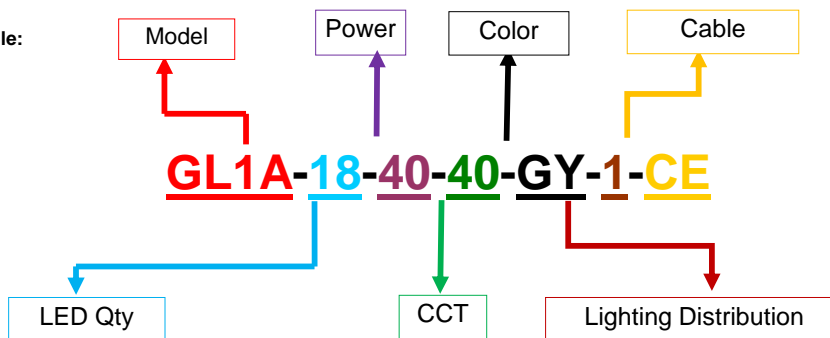 le:
Model
Power
Color
Cable
GL1A-18-40-40-GY-1-CE
LED Qty
CCT
Lighting Distribution